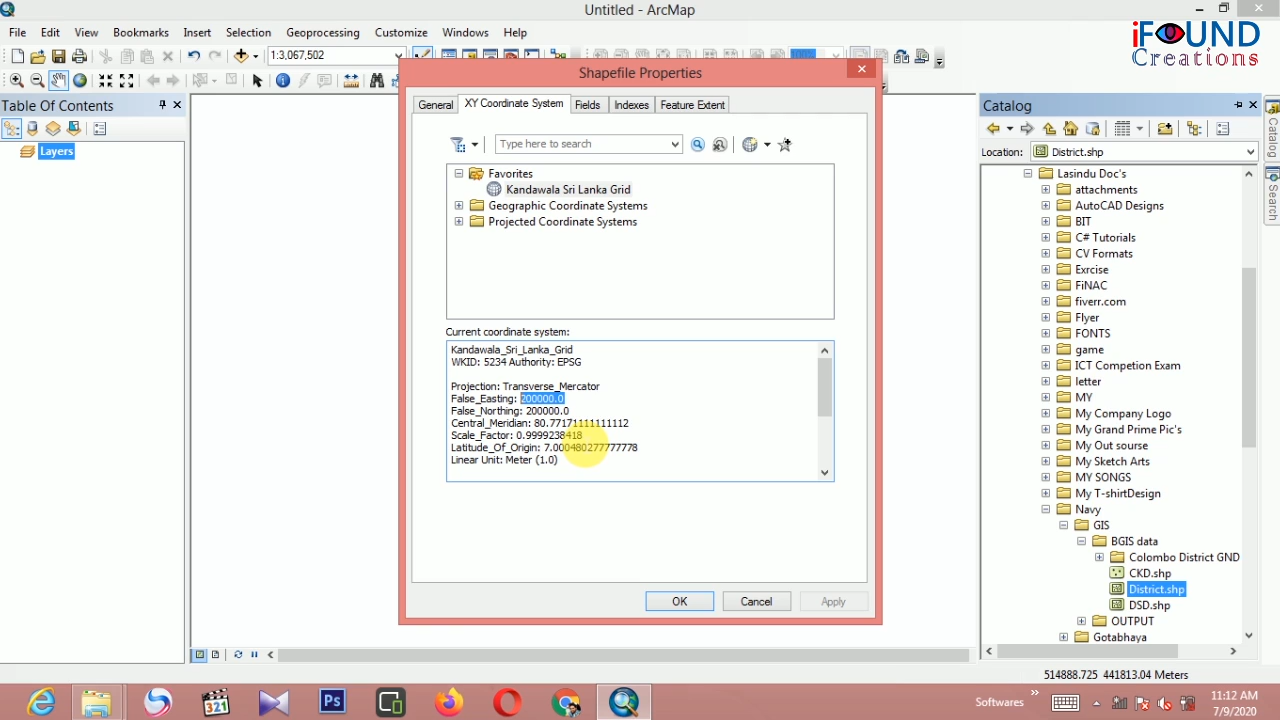 Untitled - ArcMap
File Edit View Bookmarks Insert Selection Geoprocessing Customize Windows Help
iFOUND
Creations
1:3,067,502
Shapefile Properties
General XY Coordinate System Fields Indexes Feature Extent
Type here to search
Favorites
Kandawala Sri Lanka Grid
Geographic Coordinate Systems
Projected Coordinate Systems
Current coordinate system:
Kandawala_Sri_Lanka_Grid
WKID: 5234 Authority: EPSG
Projection: Transverse_Mercator
False_Easting: 200000.0
False_Northing: 200000.0
Central_Meridian: 80.77171111111112
Scale_Factor: 0.9999238418
Latitude_Of_Origin: 7.000480277777778
Linear Unit: Meter (1.0)
OK Cancel Apply
Table Of Contents
Layers
Catalog
Location: District.shp
Lasindu Doc's
attachments
AutoCAD Designs
BIT
C# Tutorials
CV Formats
Exrcise
FiNAC
fiverr.com
Flyer
FONTS
game
ICT Competion Exam
letter
MY
My Company Logo
My Grand Prime Pic's
My Out sourse
My Sketch Arts
MY SONGS
My T-shirtDesign
Navy
GIS
BGIS data
Colombo District GND
CKD.shp
District.shp
DSD.shp
OUTPUT
Gotabhaya
Catalog
Search
514888.725 441813.04 Meters
321
Ps
Softwares
11:12 AM
7/9/2020